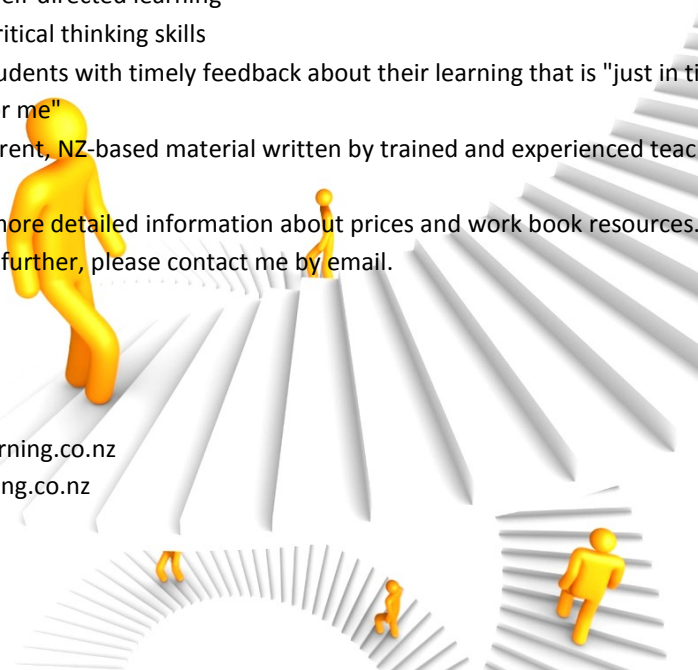 directed learning
ritical thinking skills
udents with timely feedback about their learning that is "just in ti
r me"
rent, NZ-based material written by trained and experienced teac
more detailed information about prices and work book resources.
further, please contact me by email.
rning.co.nz
ng.co.nz